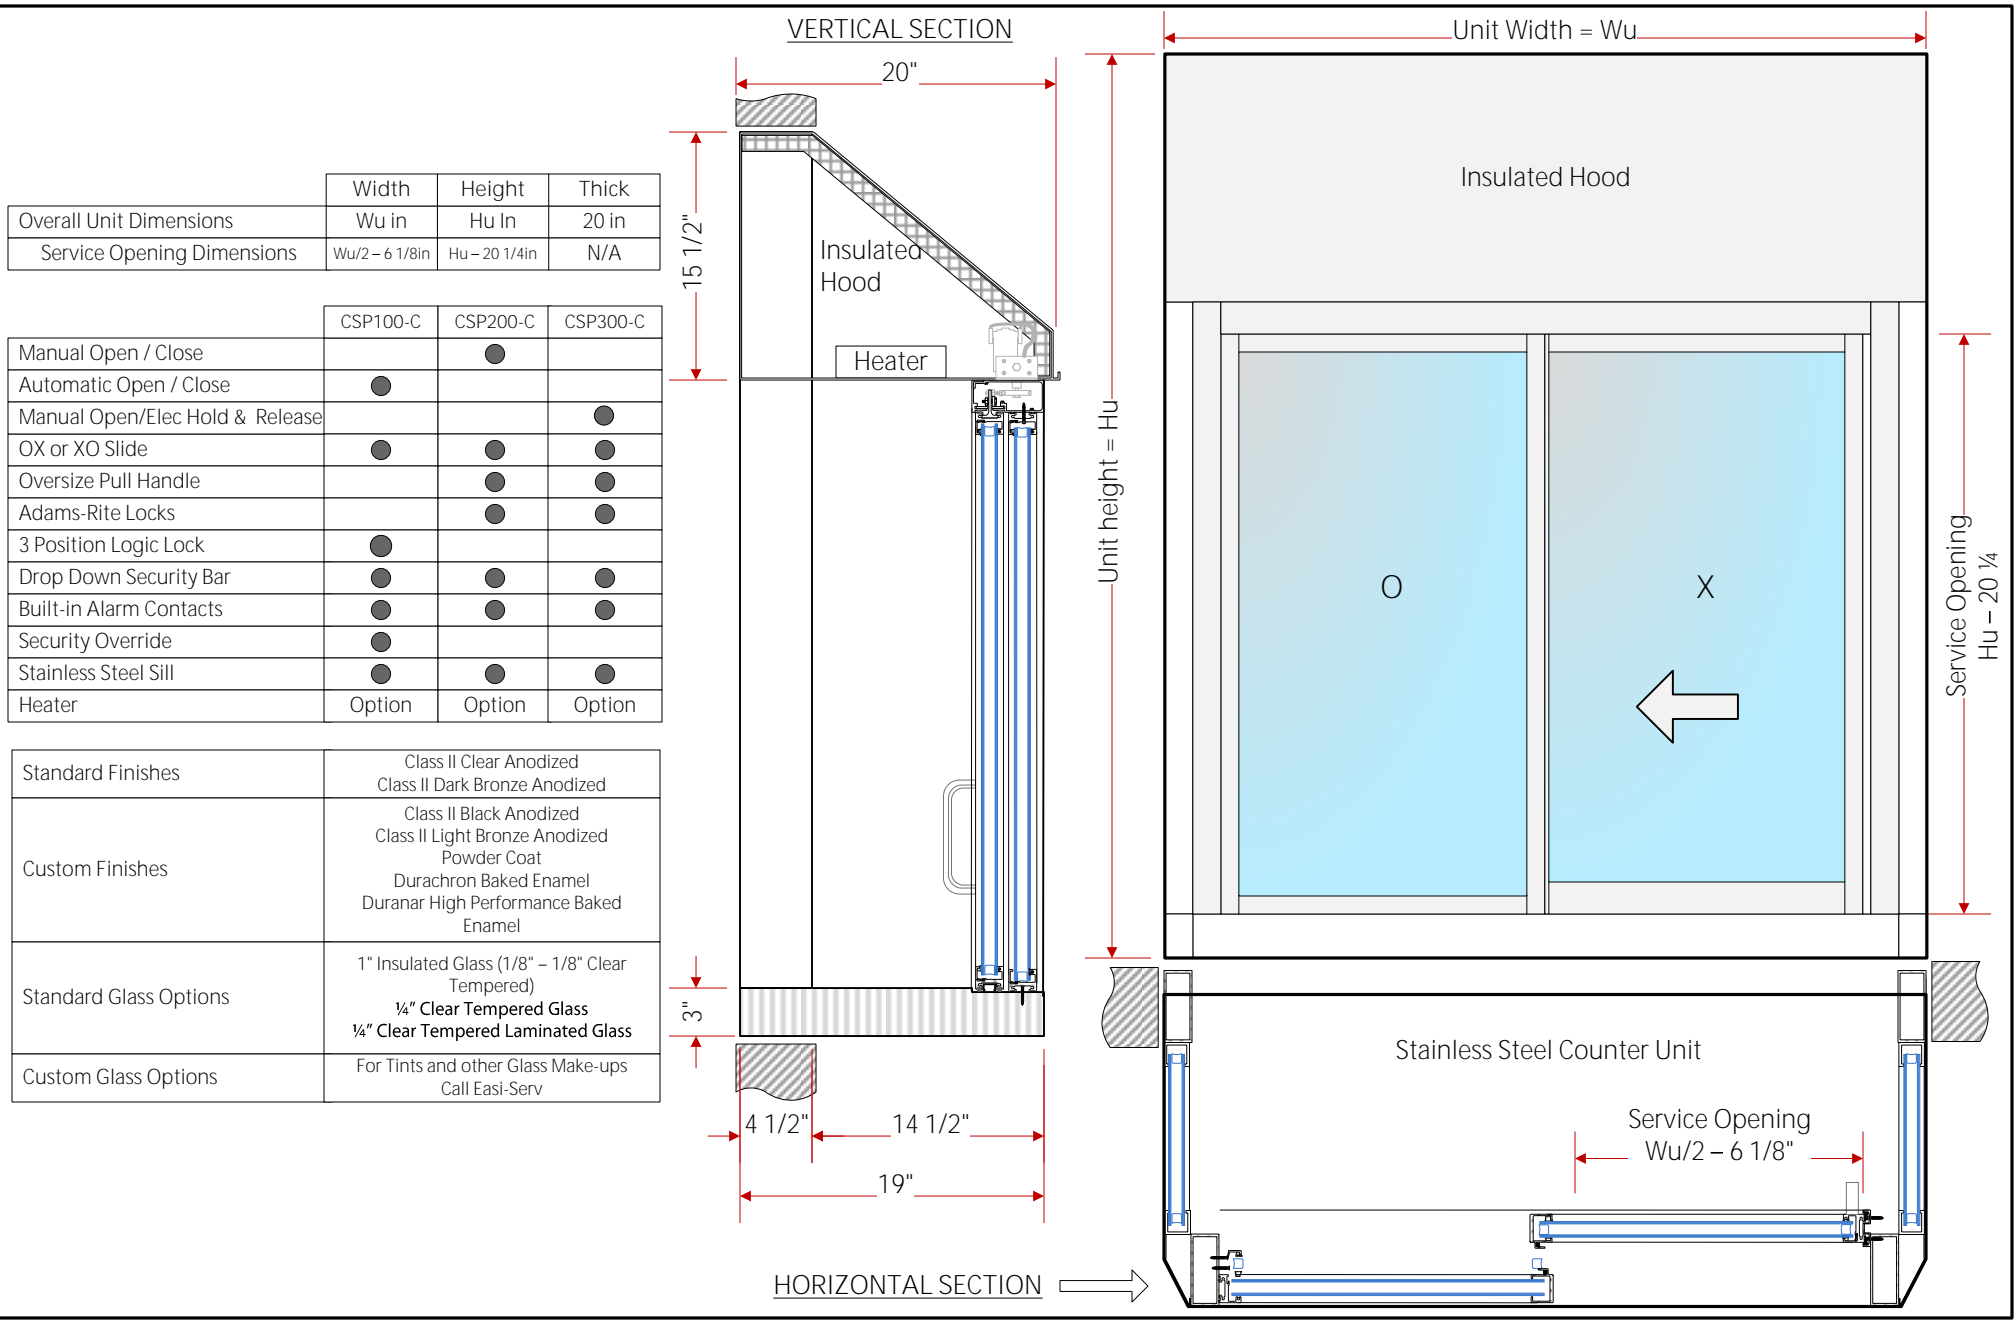 VERTICAL SECTION
Unit Width = Wu
20"
Insulated Hood
Width Height Thick
Overall Unit Dimensions Wu in Hu In 20 in
Service Opening Dimensions Wu/2 – 6 1/8in Hu – 20 1/4in N/A
15 1/2"
Insulated
Hood
Heater
CSP100-C CSP200-C CSP300-C
Manual Open / Close
Automatic Open / Close
Manual Open/Elec Hold & Release
OX or XO Slide
Oversize Pull Handle
Adams-Rite Locks
3 Position Logic Lock
Drop Down Security Bar
Built-in Alarm Contacts
Security Override
Stainless Steel Sill
Heater Option Option Option
Unit height = Hu
O
X
Service Opening
Hu – 20 ¼
Standard Finishes
Class II Clear Anodized
Class II Dark Bronze Anodized
Custom Finishes
Class II Black Anodized
Class II Light Bronze Anodized
Powder Coat
Durachron Baked Enamel
Duranar High Performance Baked
Enamel
Standard Glass Options
1" Insulated Glass (1/8" – 1/8" Clear
Tempered)
¼” Clear Tempered Glass
¼” Clear Tempered Laminated Glass
Custom Glass Options
For Tints and other Glass Make-ups
Call Easi-Serv
3"
4 1/2"
14 1/2"
19"
Stainless Steel Counter Unit
Service Opening
Wu/2 – 6 1/8"
HORIZONTAL SECTION